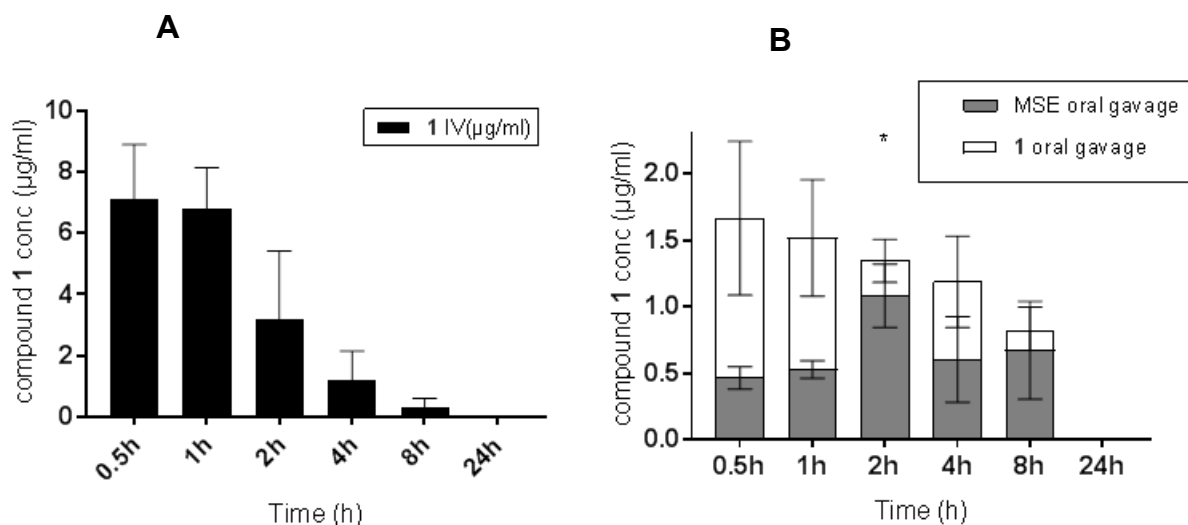 A
compound 1 conc (µg/ml)
10
8
6
4
2
0
1 IV(µg/ml)
0.5h 1h 2h 4h 8h 24h
Time (h)
B
compound 1 conc (µg/ml)
2.0
1.5
1.0
0.5
0.0
*
MSE oral gavage
1 oral gavage
0.5h 1h 2h 4h 8h 24h
Time (h)